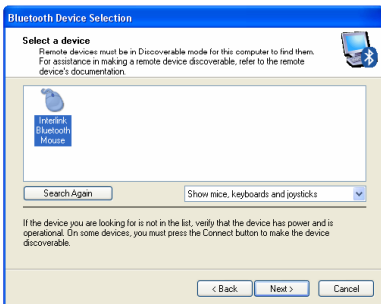 Bluetooth Device Selection
Select a device
Remote devices must be in Discoverable mode for this computer to find them.
For assistance in making a remote device discoverable, refer to the remote
device's documentation.
Interlink
Bluetooth
Mouse
Search Again
Show mice, keyboards and joysticks
If the device you are looking for is not in the list, verify that the device has power and is
operational. On some devices, you must press the Connect button to make the device
discoverable.
< Back
Next >
Cancel